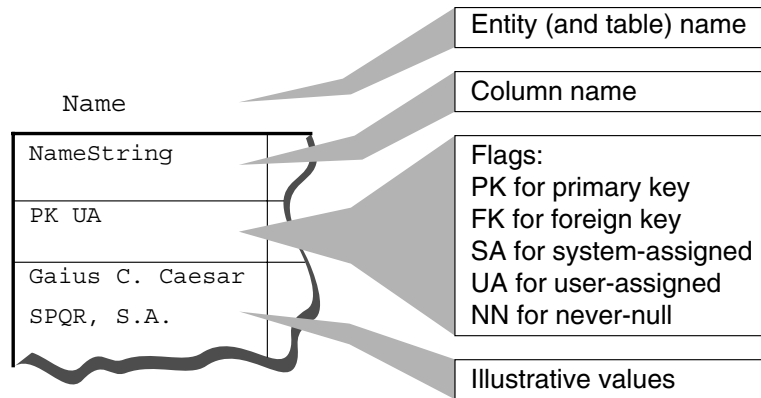 Entity (and table) name
Name
Column name
NameString
Flags:
PK for primary key
FK for foreign key
SA for system-assigned
UA for user-assigned
NN for never-null
PK UA
Gaius C. Caesar
SPQR, S.A.
Illustrative values